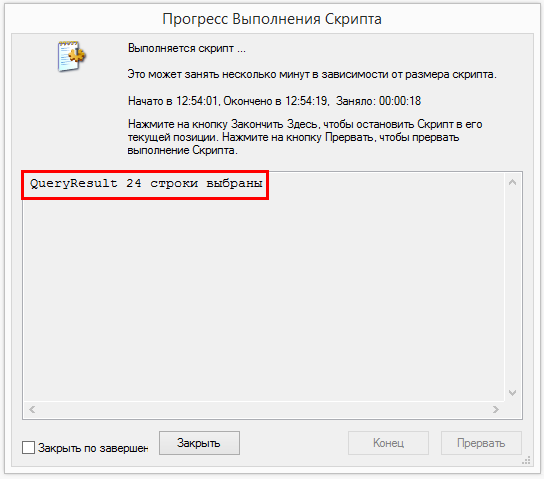 Прогресс Выполнения Скрипта
Выполняется скрипт ...
Это может занять несколько минут в зависимости от размера скрипта.
Начато в 12:54:01, Окончено в 12:54:19,  Заняло: 00:00:18
Нажмите на кнопку Закончить Здесь, чтобы остановить Скрипт в его
текущей позиции. Нажмите на кнопку Прервать, чтобы прервать
выполнение Скрипта.
QueryResult 24 строки выбраны
Закрыть по завершен
Закрыть
Конец
Прервать